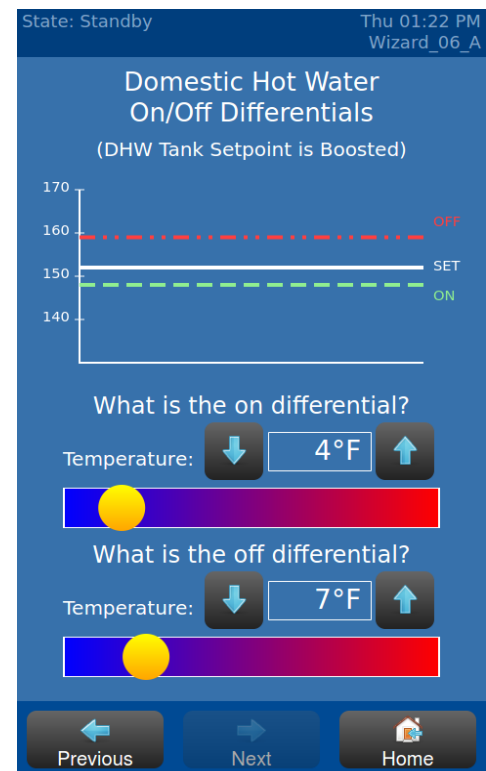 State: Standby
Thu 01:22 PM
Wizard_06_A
Domestic Hot Water
On/Off Differentials
(DHW Tank Setpoint is Boosted)
170
160
OFF
150
SET
ON
140
What is the on differential?
Temperature:
4°F
What is the off differential?
Temperature:
7°F
Previous
Next
Home